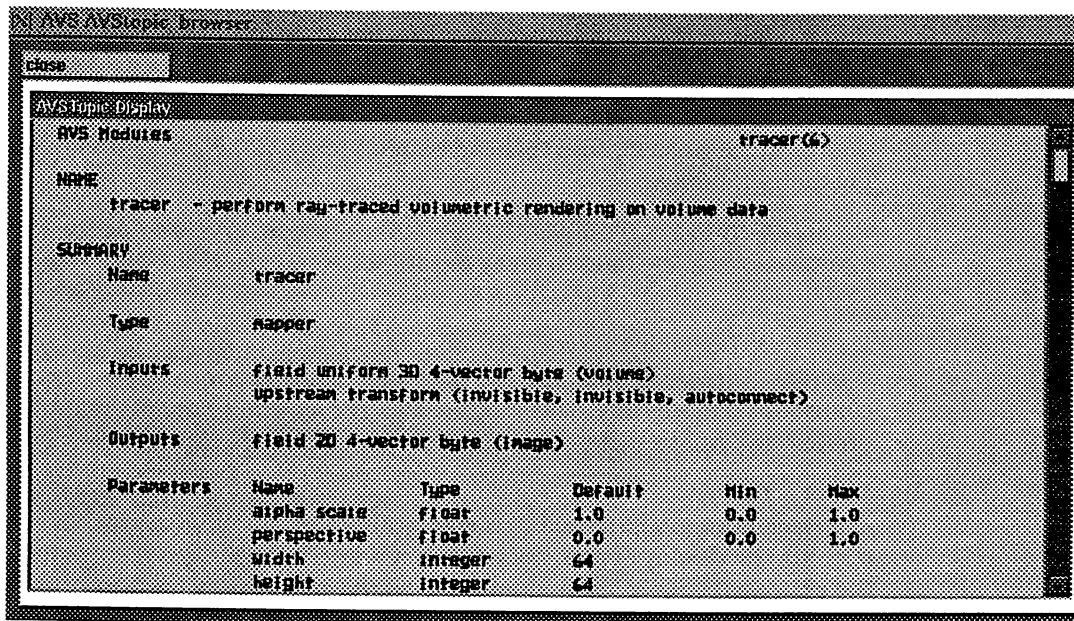 AVS AVStopic browser
close
AVSTopic Display
AVS Modules tracer(6)
NAME
tracer - perform ray-traced volumetric rendering on volume data
SUMMARY
Name tracer
Type mapper
Inputs field uniform 3D 4-vector byte (volume)
upstream transform (invisible, invisible, autoconnect)
Outputs field 2D 4-vector byte (image)
Parameters Name Type Default Min Max
alpha scale float 1.0 0.0 1.0
perspective float 0.0 0.0 1.0
width integer 64
height integer 64